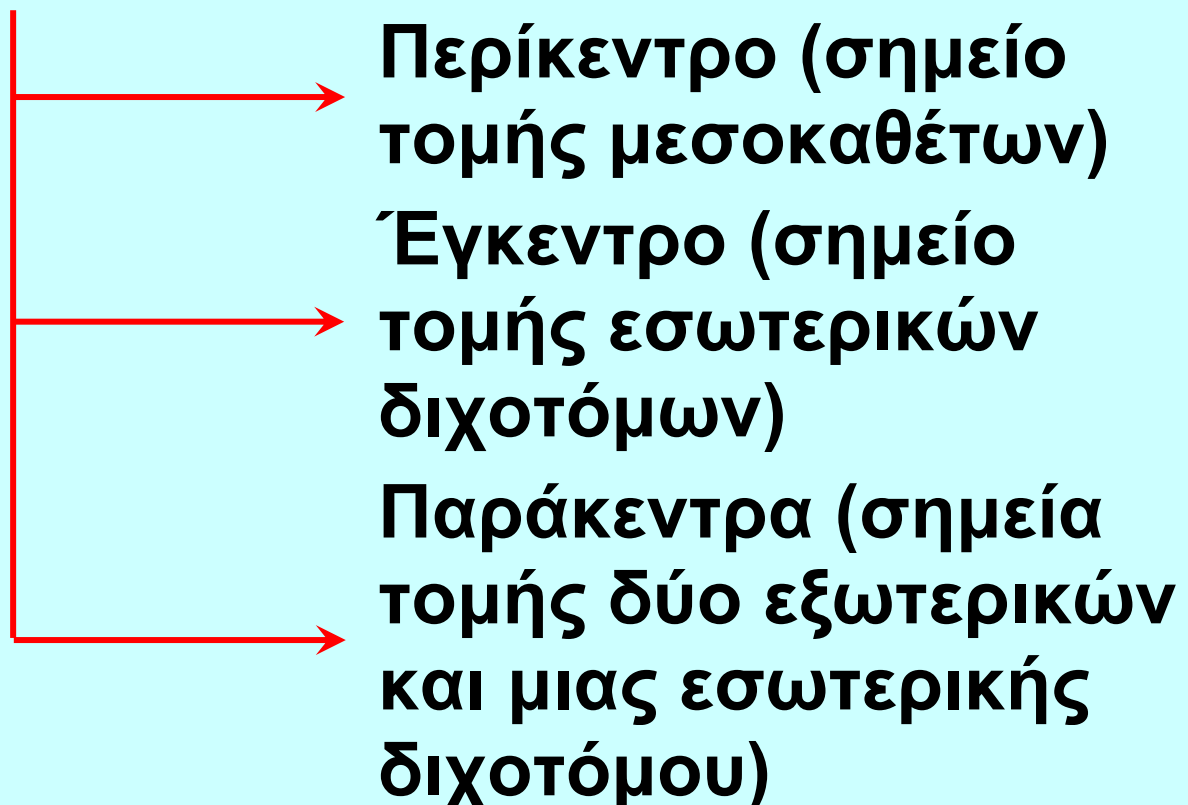 Περίκεντρο (σημείο
τομής μεσοκαθέτων)
Έγκεντρο (σημείο
τομής εσωτερικών
διχοτόμων)
Παράκεντρα (σημεία
τομής δύο εξωτερικών
και μιας εσωτερικής
διχοτόμου)